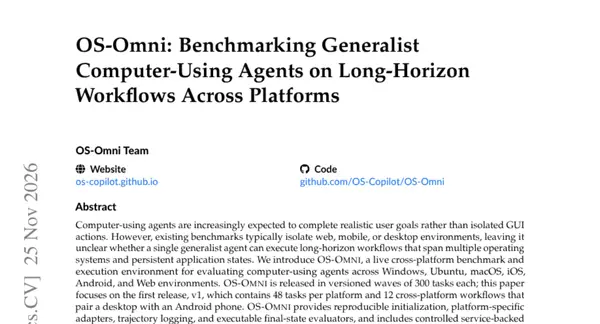 OS-Omni: Benchmarking Generalist
Computer-Using Agents on Long-Horizon
Workflows Across Platforms
OS-Omni Team
Website
os-copilot.github.io
Code
github.com/OS-Copilot/OS-Omni
Abstract
Computer-using agents are increasingly expected to complete realistic user goals rather than isolated GUI
actions. However, existing benchmarks typically isolate web, mobile, or desktop environments, leaving it
unclear whether a single generalist agent can execute long-horizon workflows that span multiple operating
systems and persistent application states. We introduce OS-OMNI, a live cross-platform benchmark and
execution environment for evaluating computer-using agents across Windows, Ubuntu, macOS, iOS,
Android, and Web environments. OS-OMNI is released in versioned waves of 300 tasks each; this paper
focuses on the first release, v1, which contains 48 tasks per platform and 12 cross-platform workflows that
pair a desktop with an Android phone. OS-OMNI provides reproducible initialization, platform-specific
adapters, trajectory logging, and executable final-state evaluators, and includes controlled service-backed
s.CV] 25 Nov 2026